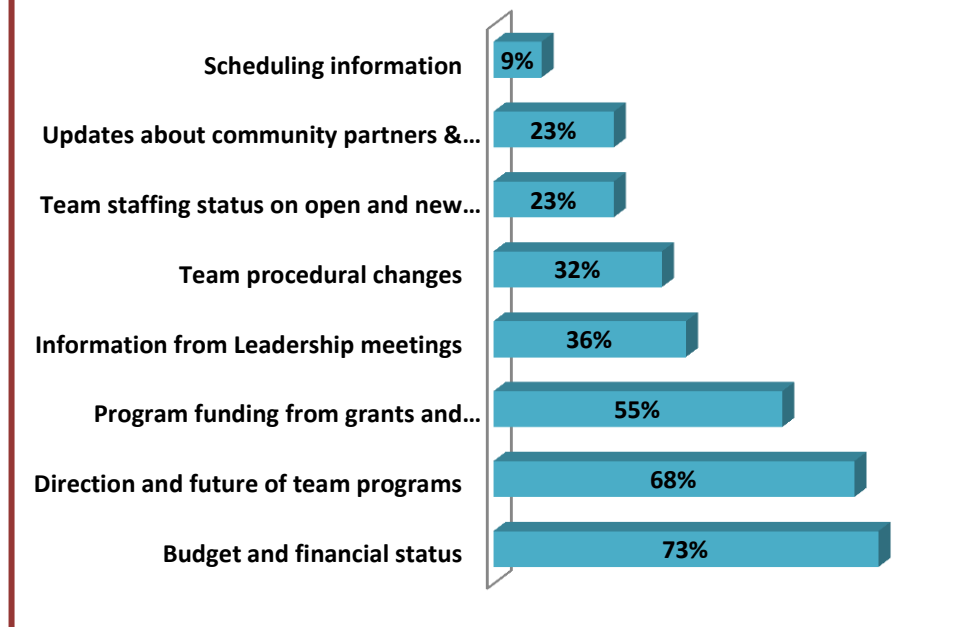 Scheduling information 9%
Updates about community partners &… 23%
Team staffing status on open and new… 23%
Team procedural changes 32%
Information from Leadership meetings 36%
Program funding from grants and… 55%
Direction and future of team programs 68%
Budget and financial status 73%